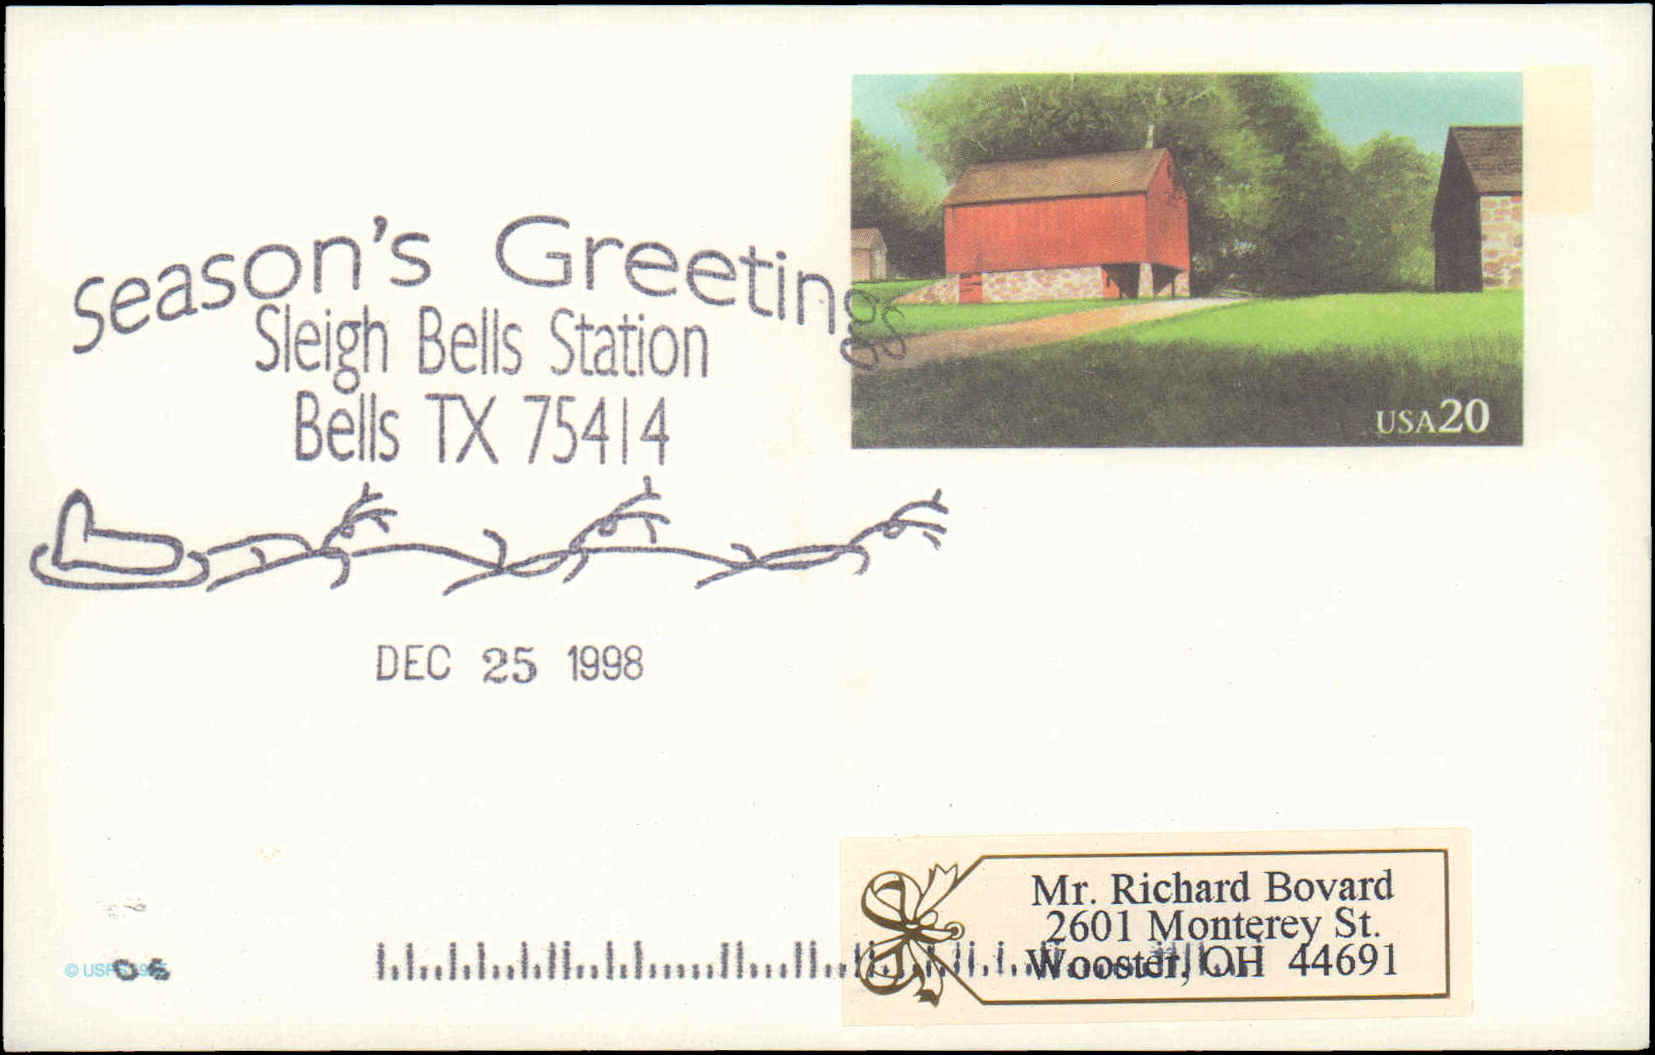 Season's Greetings
Sleigh Bells Station
Bells TX 75414
DEC 25 1998
USA20
Mr. Richard Bovard
2601 Monterey St.
Wooster, OH 44691
©